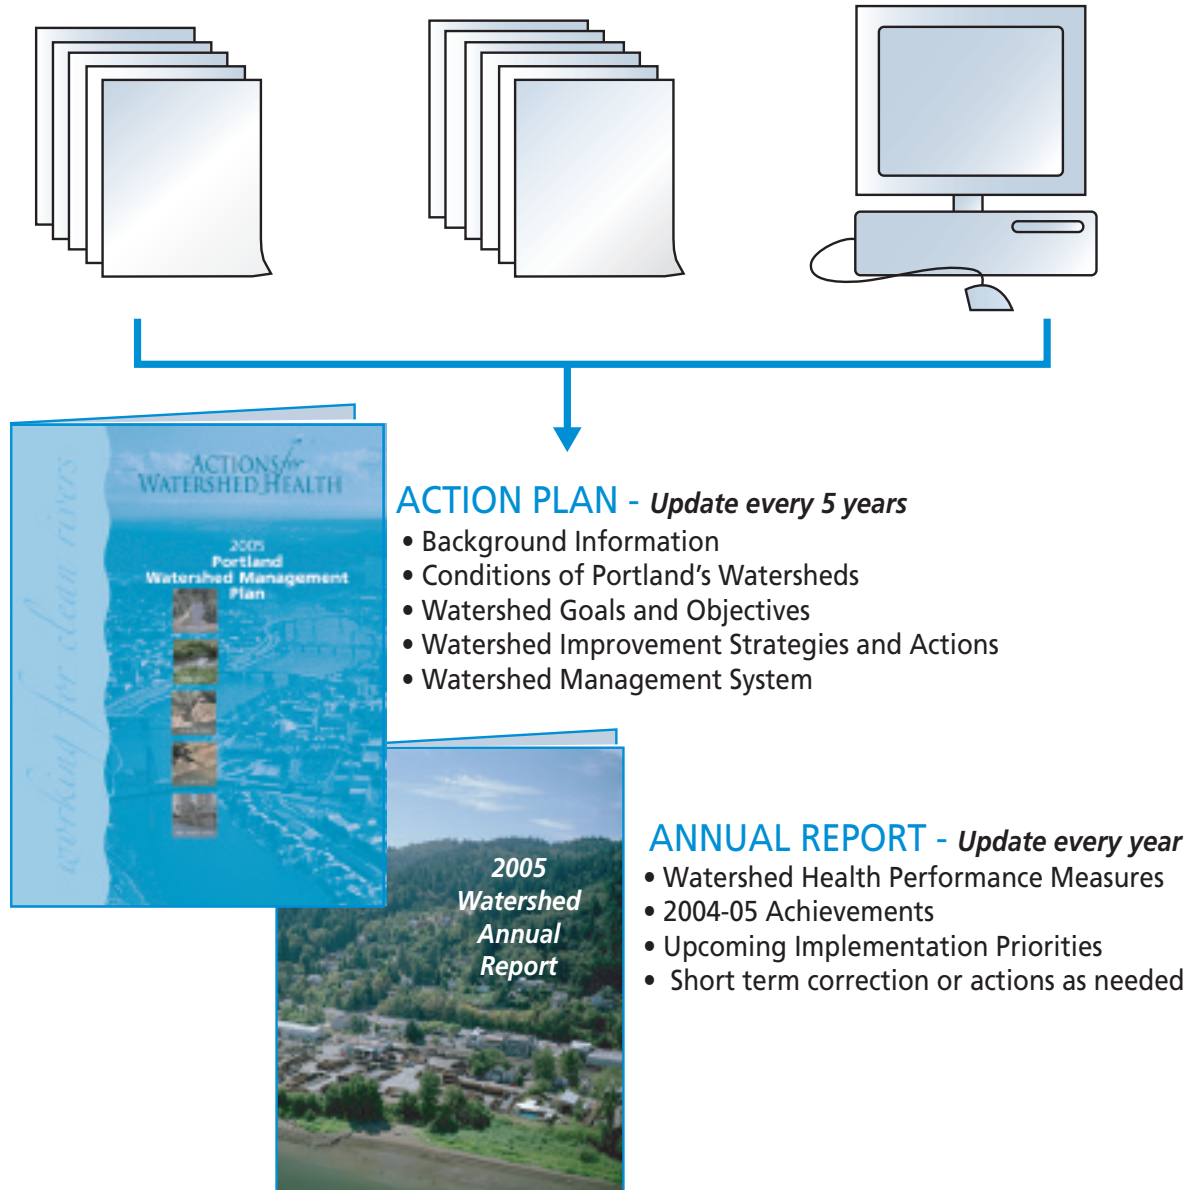 working for clean rivers
ACTIONS for
WATERSHED HEALTH
2005
Portland
Watershed Management
Plan
ACTION PLAN - Update every 5 years
• Background Information
• Conditions of Portland's Watersheds
• Watershed Goals and Objectives
• Watershed Improvement Strategies and Actions
• Watershed Management System
2005
Watershed
Annual
Report
ANNUAL REPORT - Update every year
• Watershed Health Performance Measures
• 2004-05 Achievements
• Upcoming Implementation Priorities
• Short term correction or actions as needed